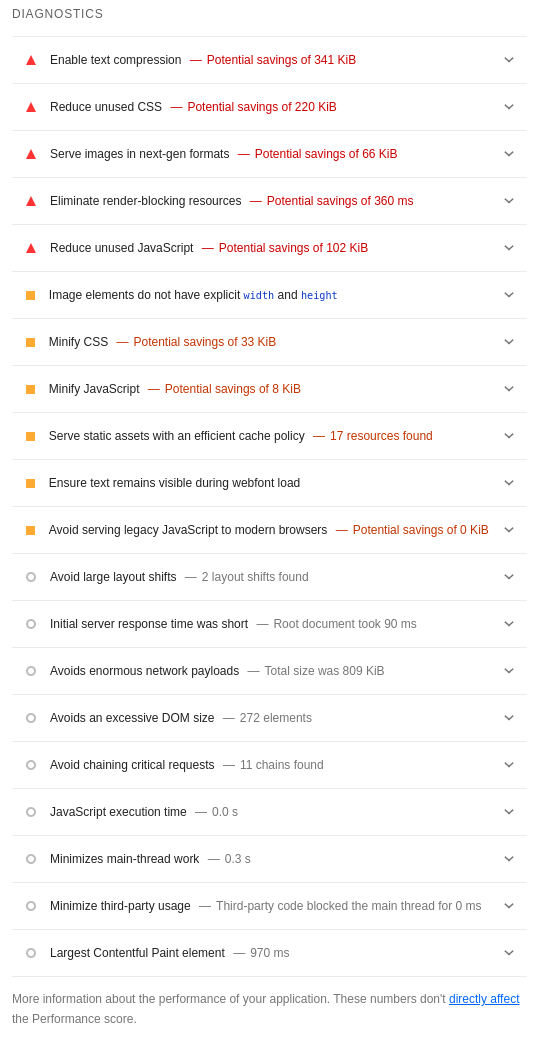 DIAGNOSTICS
Enable text compression — Potential savings of 341 KiB
Reduce unused CSS — Potential savings of 220 KiB
Serve images in next-gen formats — Potential savings of 66 KiB
Eliminate render-blocking resources — Potential savings of 360 ms
Reduce unused JavaScript — Potential savings of 102 KiB
Image elements do not have explicit width and height
Minify CSS — Potential savings of 33 KiB
Minify JavaScript — Potential savings of 8 KiB
Serve static assets with an efficient cache policy — 17 resources found
Ensure text remains visible during webfont load
Avoid serving legacy JavaScript to modern browsers — Potential savings of 0 KiB
Avoid large layout shifts — 2 layout shifts found
Initial server response time was short — Root document took 90 ms
Avoids enormous network payloads — Total size was 809 KiB
Avoids an excessive DOM size — 272 elements
Avoid chaining critical requests — 11 chains found
JavaScript execution time — 0.0 s
Minimizes main-thread work — 0.3 s
Minimize third-party usage — Third-party code blocked the main thread for 0 ms
Largest Contentful Paint element — 970 ms
More information about the performance of your application. These numbers don't directly affect
the Performance score.